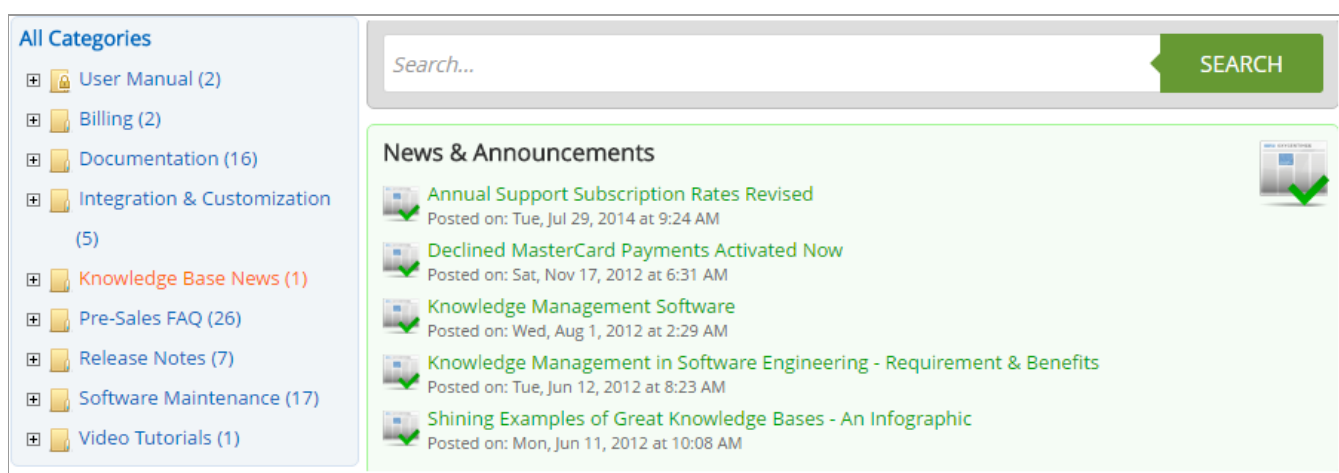 All Categories
User Manual (2)
Billing (2)
Documentation (16)
Integration & Customization
(5)
Knowledge Base News (1)
Pre-Sales FAQ (26)
Release Notes (7)
Software Maintenance (17)
Video Tutorials (1)
Search...
SEARCH
News & Announcements
Annual Support Subscription Rates Revised
Posted on: Tue, Jul 29, 2014 at 9:24 AM
Declined MasterCard Payments Activated Now
Posted on: Sat, Nov 17, 2012 at 6:31 AM
Knowledge Management Software
Posted on: Wed, Aug 1, 2012 at 2:29 AM
Knowledge Management in Software Engineering - Requirement & Benefits
Posted on: Tue, Jun 12, 2012 at 8:23 AM
Shining Examples of Great Knowledge Bases - An Infographic
Posted on: Mon, Jun 11, 2012 at 10:08 AM